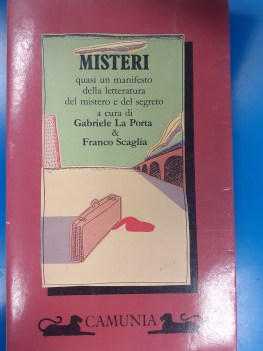 MISTERI
quasi un manifesto
della letteratura
del mistero e del segreto
a cura di
Gabriele La Porta
&
Franco Scaglia
CAMUNIA